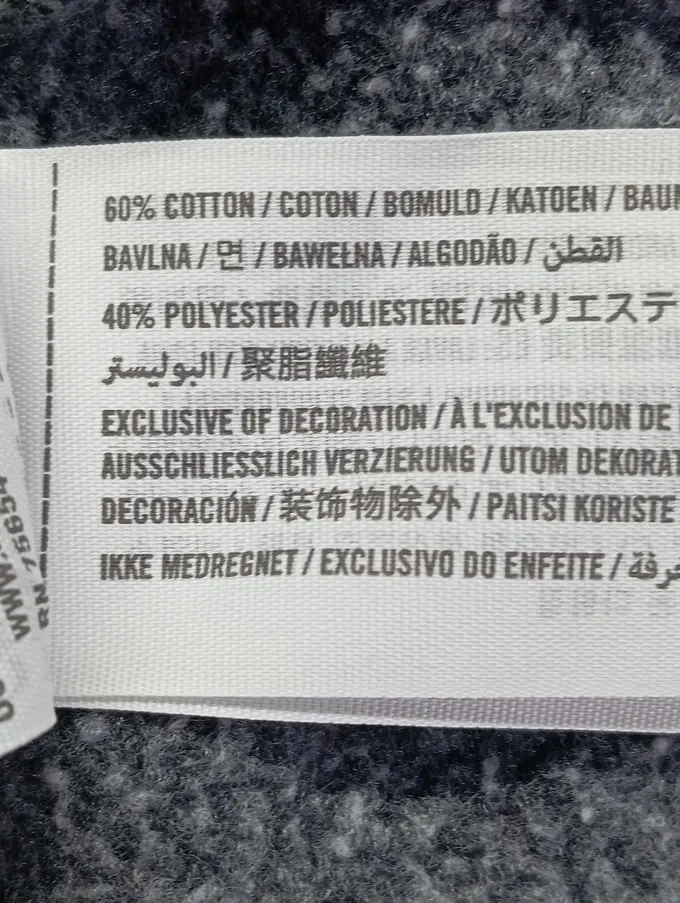 60% COTTON / COTON / BOMULD / KATOEN /
BAVLNA / 면 / BAWEŁNA / ALGODÃO / القطن
40% POLYESTER / POLIESTERE / ポリエステ
البوليستر / 聚脂纖維
EXCLUSIVE OF DECORATION / À L'EXCLUSION DE
AUSSCHLIESSLICH VERZIERUNG / UTOM DEKORAT
DECORACIÓN / 装饰物除外 / PAITSI KORISTE
IKKE MEDREGNET / EXCLUSIVO DO ENFEITE /
RN 75654
WWW.